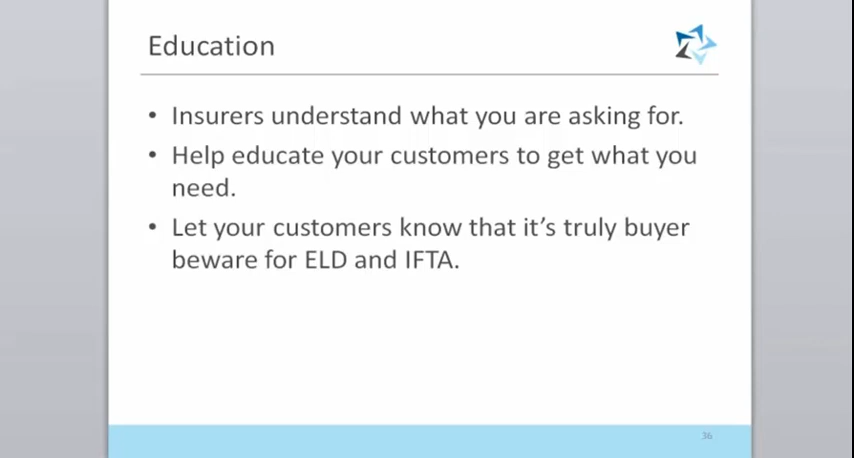 Education
• Insurers understand what you are asking for.
• Help educate your customers to get what you
need.
• Let your customers know that it’s truly buyer
beware for ELD and IFTA.
36